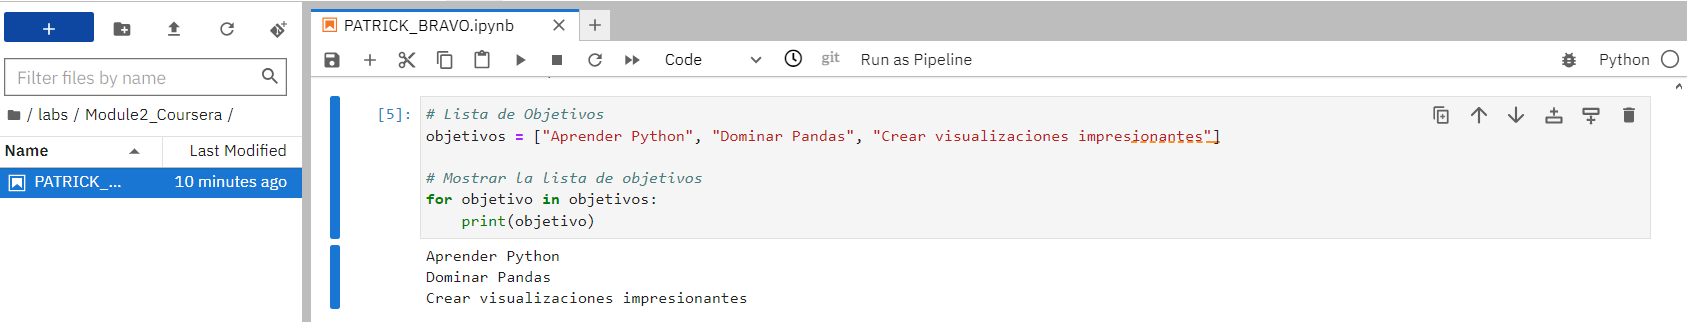 PATRICK_BRAVO.ipynb
Code
git
Run as Pipeline
Python
Filter files by name
/ labs / Module2_Coursera /
Name
Last Modified
PATRICK_...
10 minutes ago
[5]:
# Lista de Objetivos
objetivos = ["Aprender Python", "Dominar Pandas", "Crear visualizaciones impresionantes"]
# Mostrar la lista de objetivos
for objetivo in objetivos:
    print(objetivo)
Aprender Python
Dominar Pandas
Crear visualizaciones impresionantes